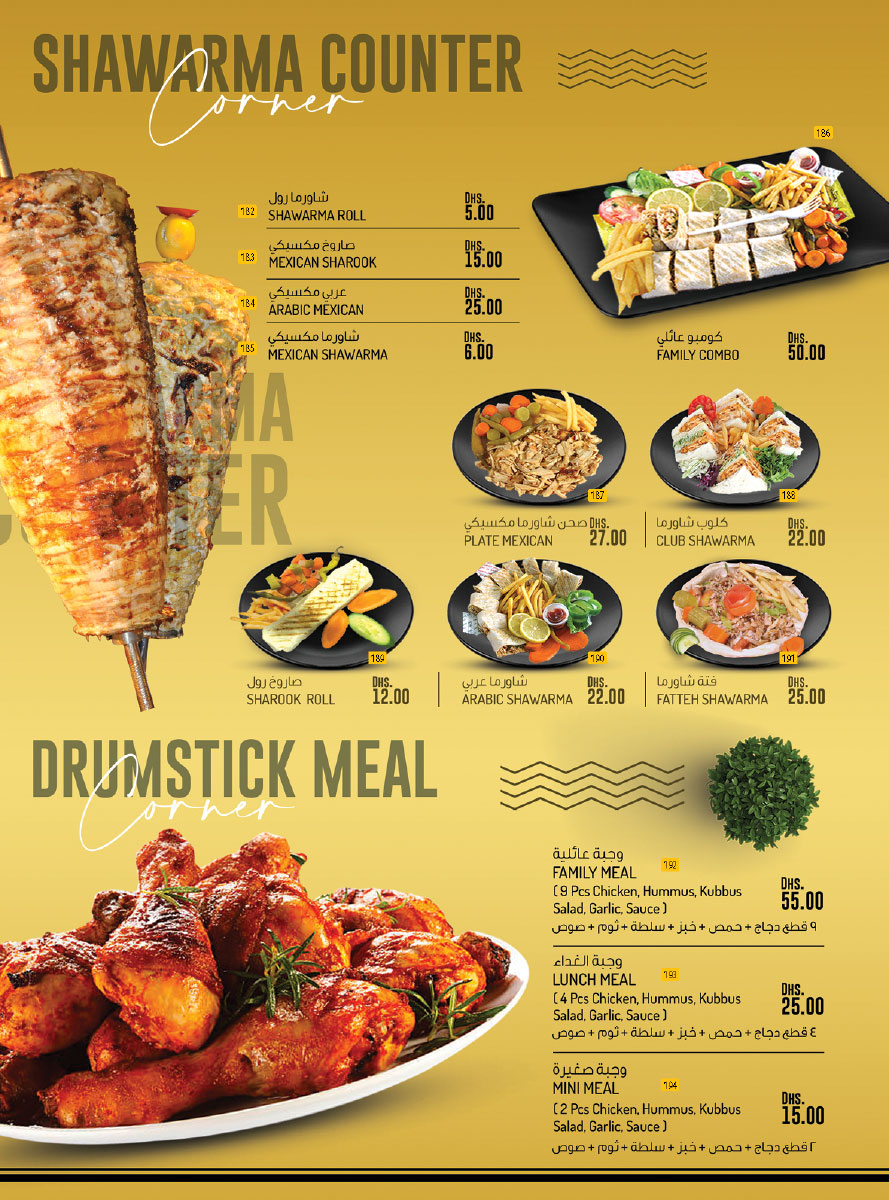 SHAWARMA COUNTER
Corner
186
182
شاورما رول
SHAWARMA ROLL
DHS.
5.00
183
صاروخ مكسيكي
MEXICAN SHAROOK
DHS.
15.00
184
عربي مكسيكي
ARABIC MEXICAN
DHS.
25.00
185
شاورما مكسيكي
MEXICAN SHAWARMA
DHS.
6.00
كومبو عائلي
FAMILY COMBO
DHS.
50.00
187
صحن شاورما مكسيكي
PLATE MEXICAN
DHS.
27.00
188
كلوب شاورما
CLUB SHAWARMA
DHS.
22.00
189
صاروخ رول
SHAROOK ROLL
DHS.
12.00
190
شاورما عربي
ARABIC SHAWARMA
DHS.
22.00
191
فتة شاورما
FATTEH SHAWARMA
DHS.
25.00
DRUMSTICK MEAL
Corner
وجبة عائلية
FAMILY MEAL
192
( 9 Pcs Chicken, Hummus, Kubbus
Salad, Garlic, Sauce )
٩ قطع دجاج + حمص + خبز + سلطة + ثوم + صوص
DHS.
55.00
وجبة الغداء
LUNCH MEAL
193
( 4 Pcs Chicken, Hummus, Kubbus
Salad, Garlic, Sauce )
٤ قطع دجاج + حمص + خبز + سلطة + ثوم + صوص
DHS.
25.00
وجبة صغيرة
MINI MEAL
194
( 2 Pcs Chicken, Hummus, Kubbus
Salad, Garlic, Sauce )
٢ قطع دجاج + حمص + خبز + سلطة + ثوم + صوص
DHS.
15.00